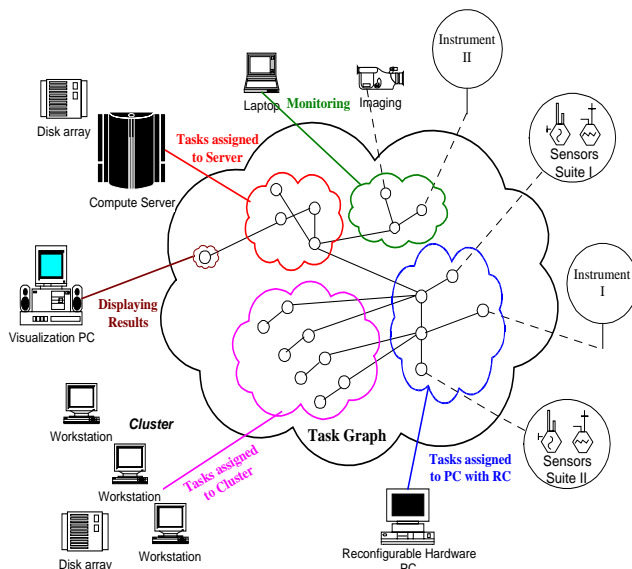 Instrument
II
Laptop
Monitoring
Imaging
Disk array
Tasks assigned
to Server
Sensors
Suite I
Compute Server
Instrument
I
Displaying
Results
Visualization PC
Cluster
Workstation
Task Graph
Sensors
Suite II
Tasks assigned
to Cluster
Tasks assigned
to PC with RC
Workstation
Workstation
Disk array
Reconfigurable Hardware
PC